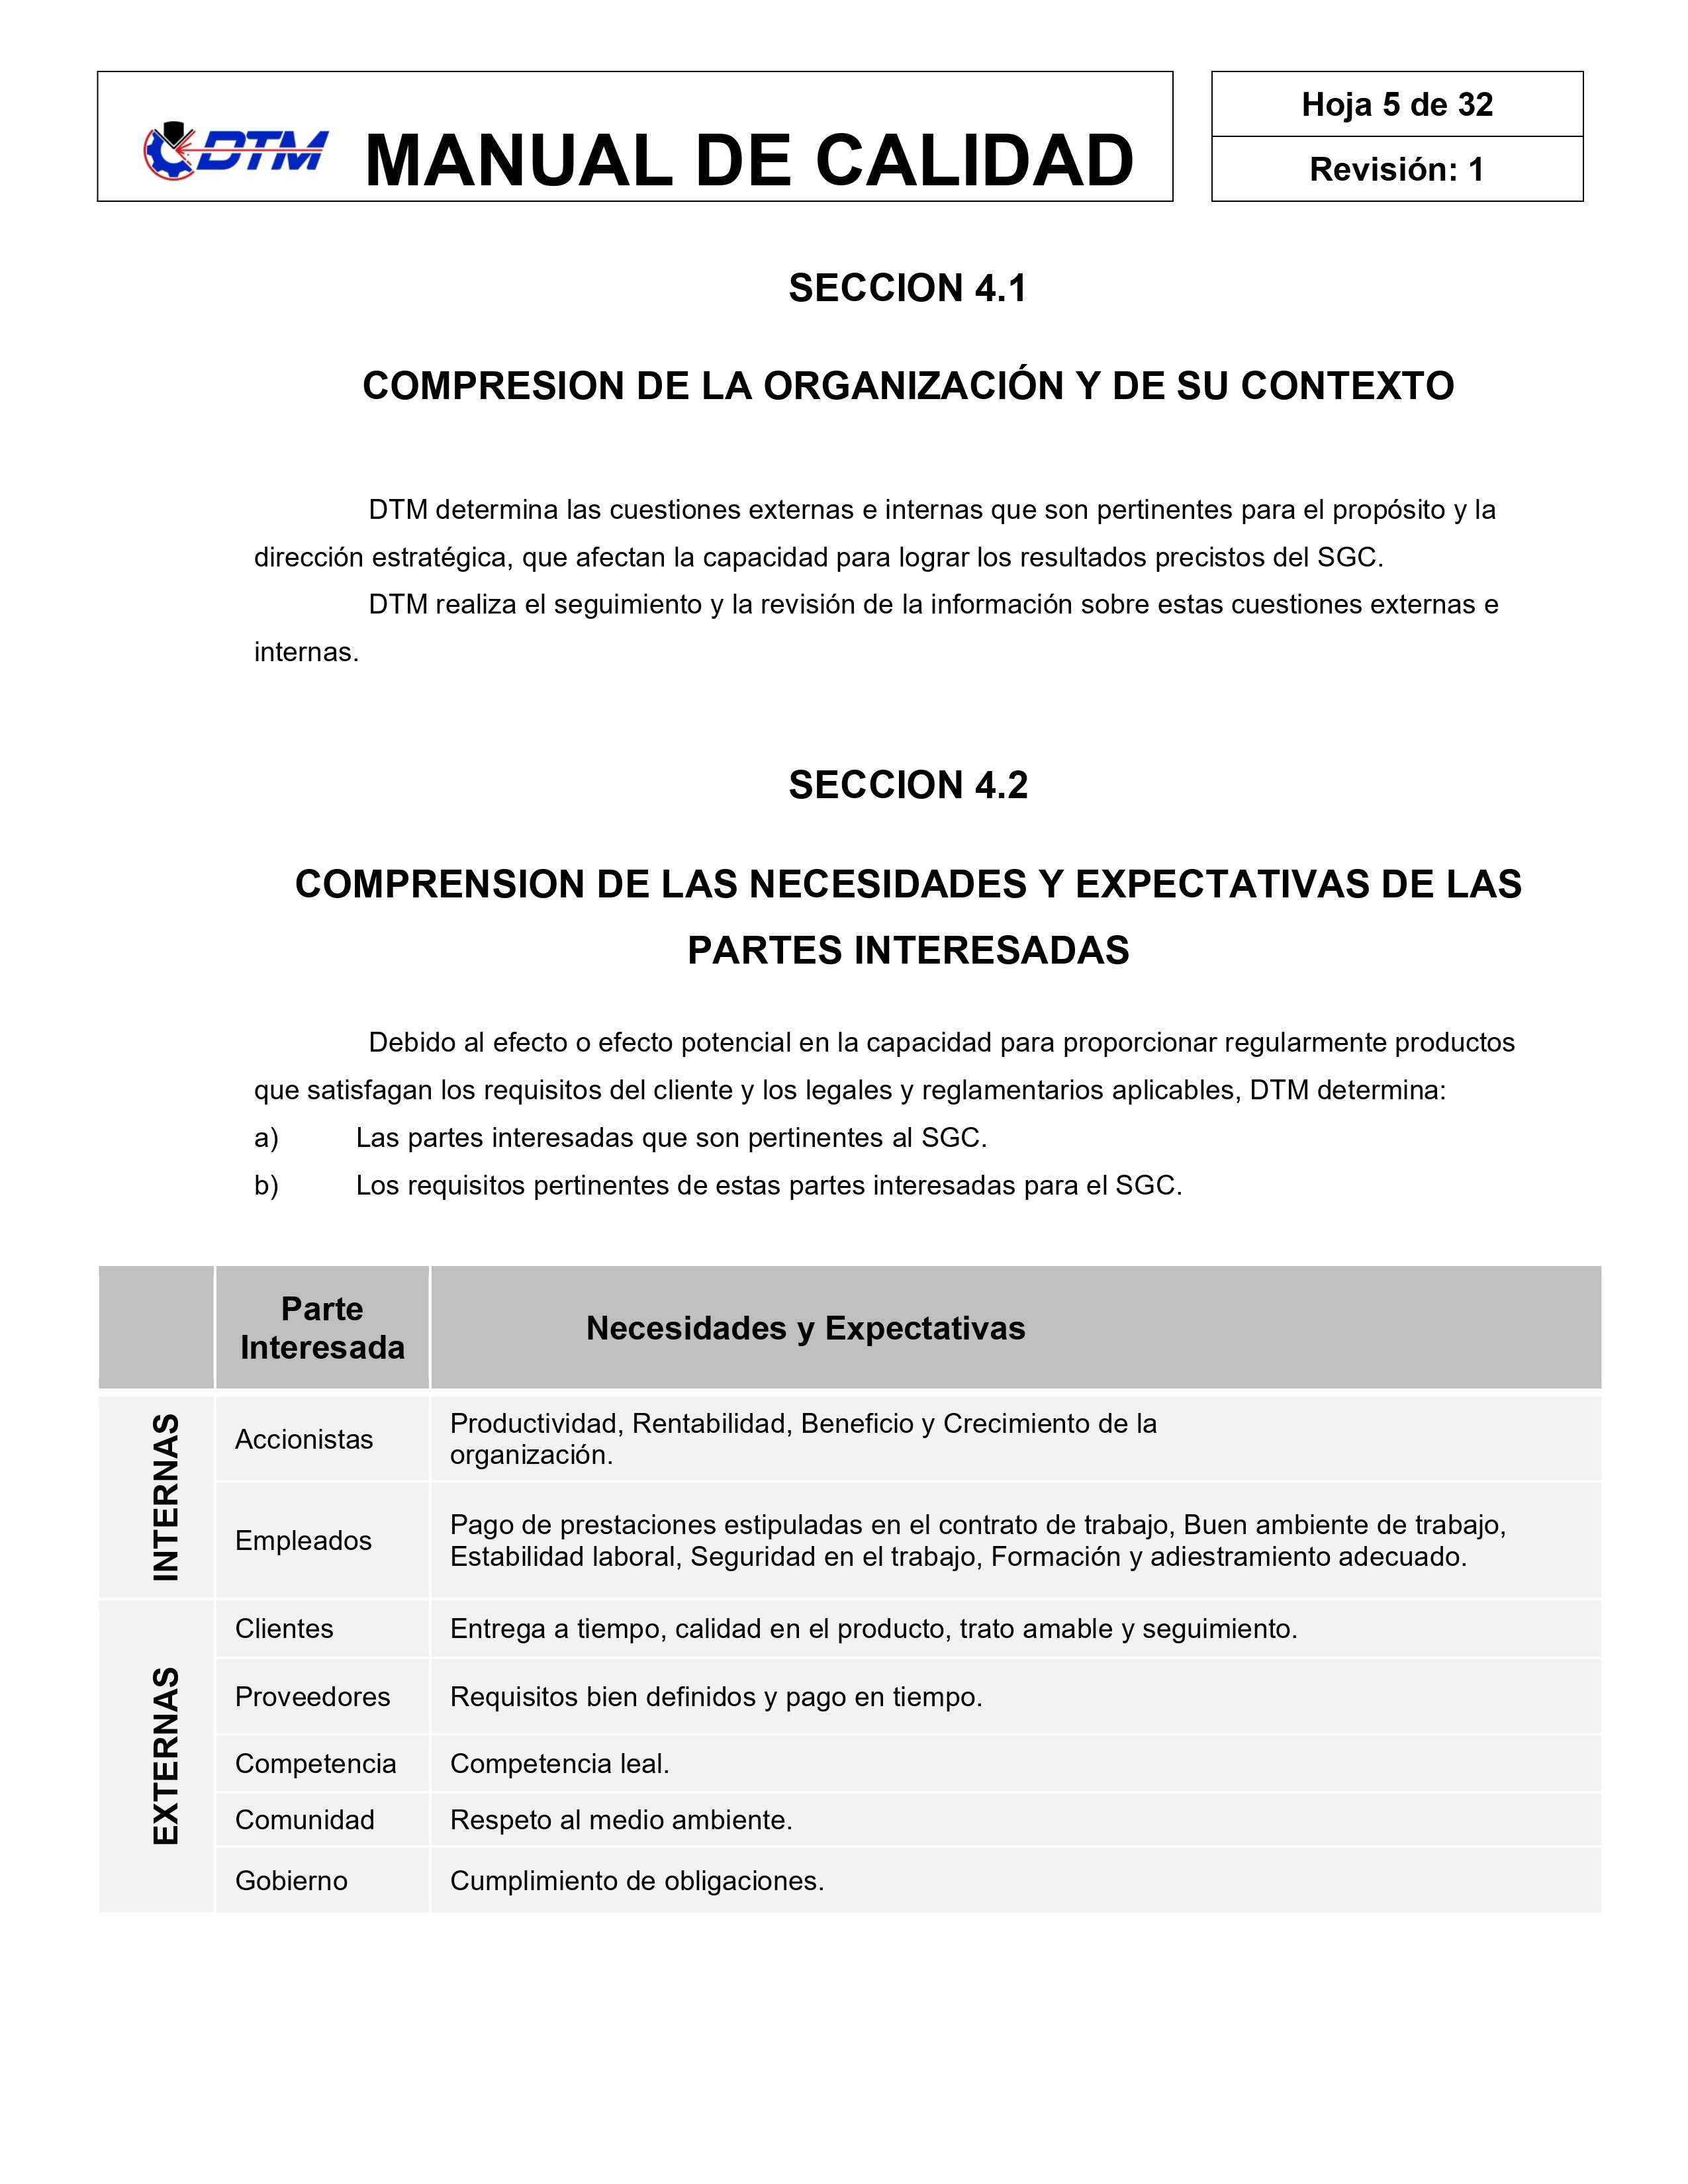 DTM
MANUAL DE CALIDAD
Hoja 5 de 32
Revisión: 1
SECCION 4.1
COMPRESION DE LA ORGANIZACIÓN Y DE SU CONTEXTO
DTM determina las cuestiones externas e internas que son pertinentes para el propósito y la
dirección estratégica, que afectan la capacidad para lograr los resultados precistos del SGC.
DTM realiza el seguimiento y la revisión de la información sobre estas cuestiones externas e
internas.
SECCION 4.2
COMPRENSION DE LAS NECESIDADES Y EXPECTATIVAS DE LAS
PARTES INTERESADAS
Debido al efecto o efecto potencial en la capacidad para proporcionar regularmente productos
que satisfagan los requisitos del cliente y los legales y reglamentarios aplicables, DTM determina:
a) Las partes interesadas que son pertinentes al SGC.
b) Los requisitos pertinentes de estas partes interesadas para el SGC.
Parte
Interesada
Necesidades y Expectativas
INTERNAS
Accionistas
Productividad, Rentabilidad, Beneficio y Crecimiento de la
organización.
Empleados
Pago de prestaciones estipuladas en el contrato de trabajo, Buen ambiente de trabajo,
Estabilidad laboral, Seguridad en el trabajo, Formación y adiestramiento adecuado.
EXTERNAS
Clientes
Entrega a tiempo, calidad en el producto, trato amable y seguimiento.
Proveedores
Requisitos bien definidos y pago en tiempo.
Competencia
Competencia leal.
Comunidad
Respeto al medio ambiente.
Gobierno
Cumplimiento de obligaciones.